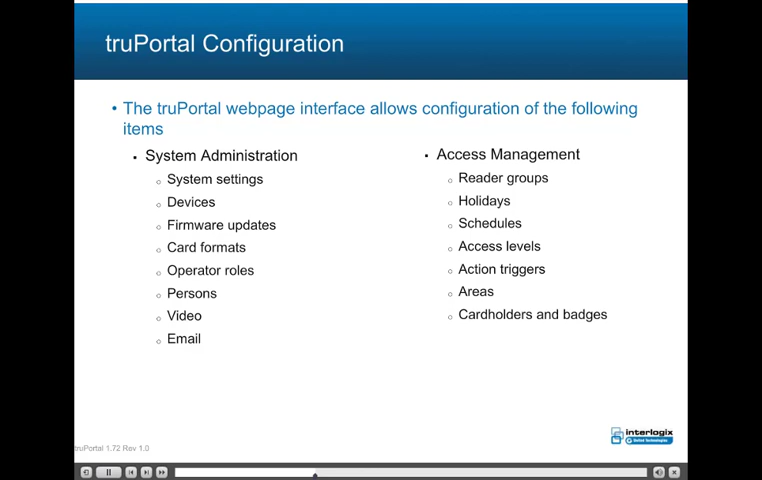 truPortal Configuration
• The truPortal webpage interface allows configuration of the following
items
• System Administration
○ System settings
○ Devices
○ Firmware updates
○ Card formats
○ Operator roles
○ Persons
○ Video
○ Email
• Access Management
○ Reader groups
○ Holidays
○ Schedules
○ Access levels
○ Action triggers
○ Areas
○ Cardholders and badges
interlogix
United Technologies
truPortal 1.72 Rev 1.0